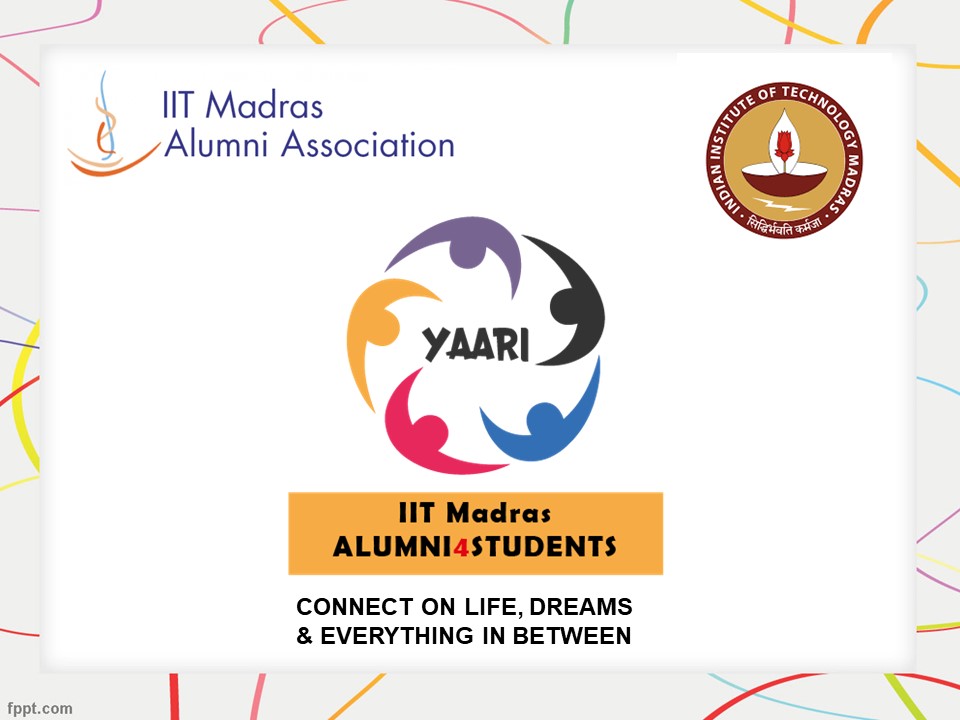 IIT Madras
Alumni Association
INDIAN INSTITUTE OF TECHNOLOGY MADRAS
सिद्धिर्भवति कर्मजा
YAARI
IIT Madras
ALUMNI4STUDENTS
CONNECT ON LIFE, DREAMS
& EVERYTHING IN BETWEEN
fppt.com